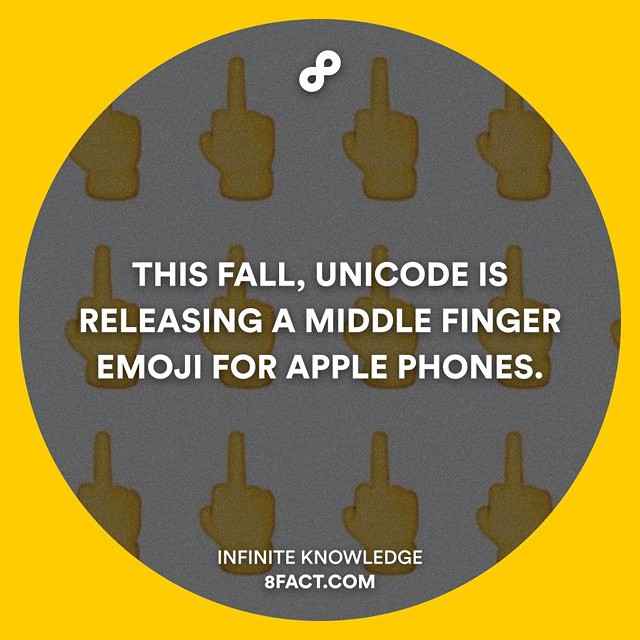 THIS FALL, UNICODE IS
RELEASING A MIDDLE FINGER
EMOJI FOR APPLE PHONES.
INFINITE KNOWLEDGE
8FACT.COM